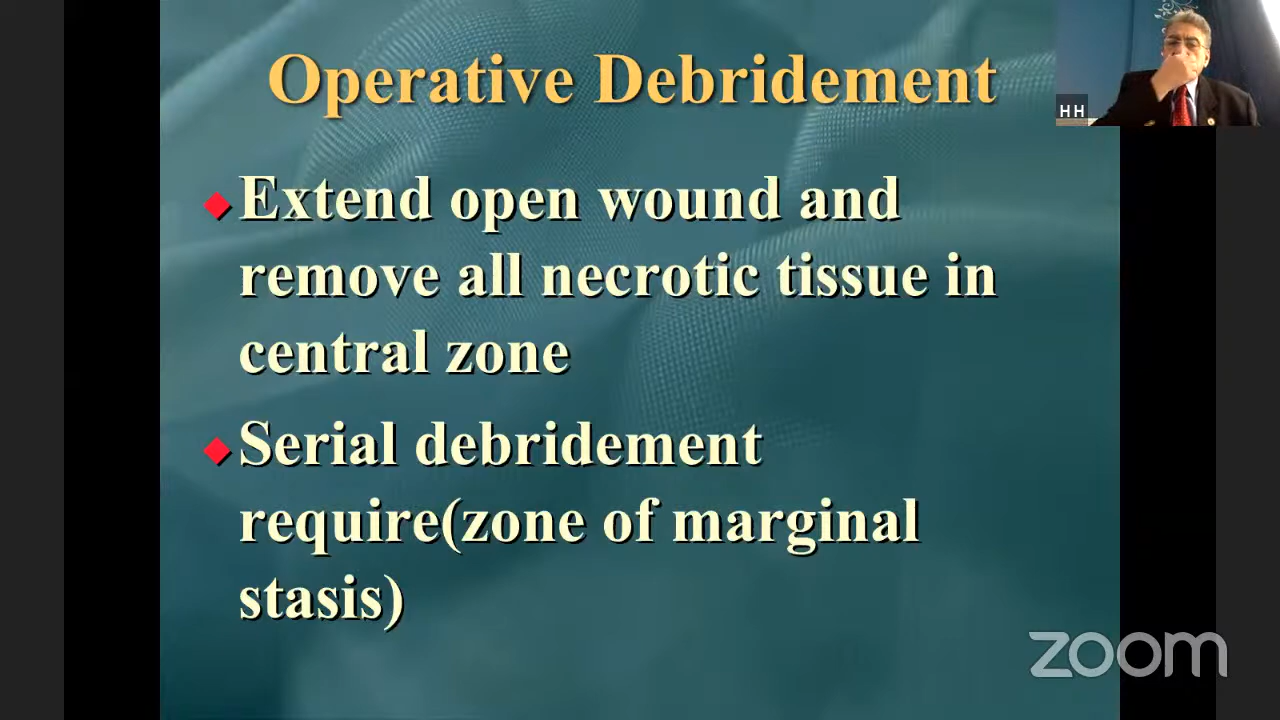 Operative Debridement
HH
Extend open wound and
remove all necrotic tissue in
central zone
Serial debridement
require(zone of marginal
stasis)
zoom